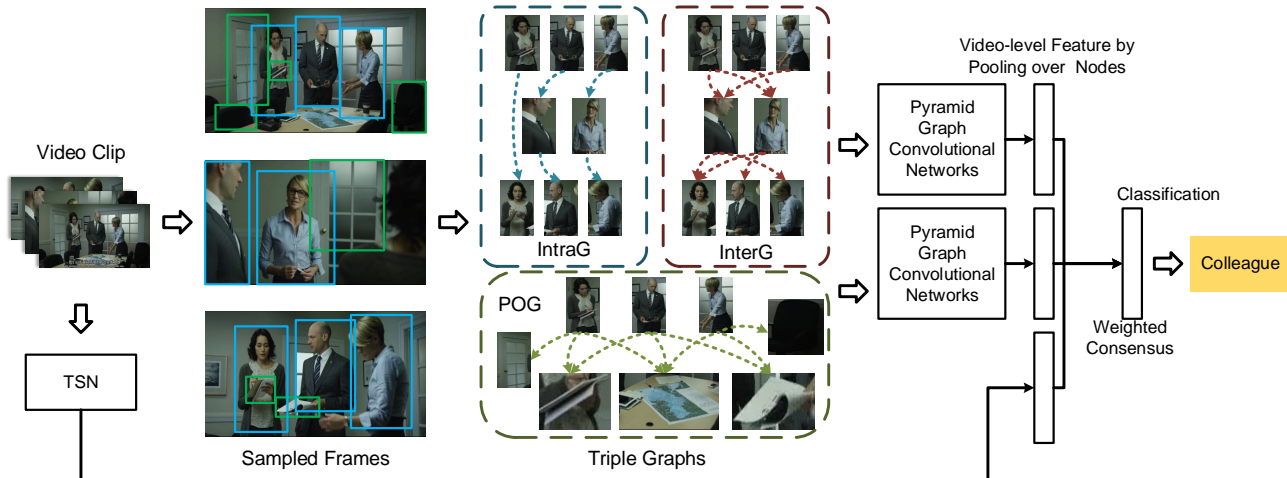 Video Clip
TSN
Sampled Frames
IntraG
InterG
POG
Triple Graphs
Pyramid
Graph
Convolutional
Networks
Pyramid
Graph
Convolutional
Networks
Video-level Feature by
Pooling over Nodes
Classification
Weighted
Consensus
Colleague